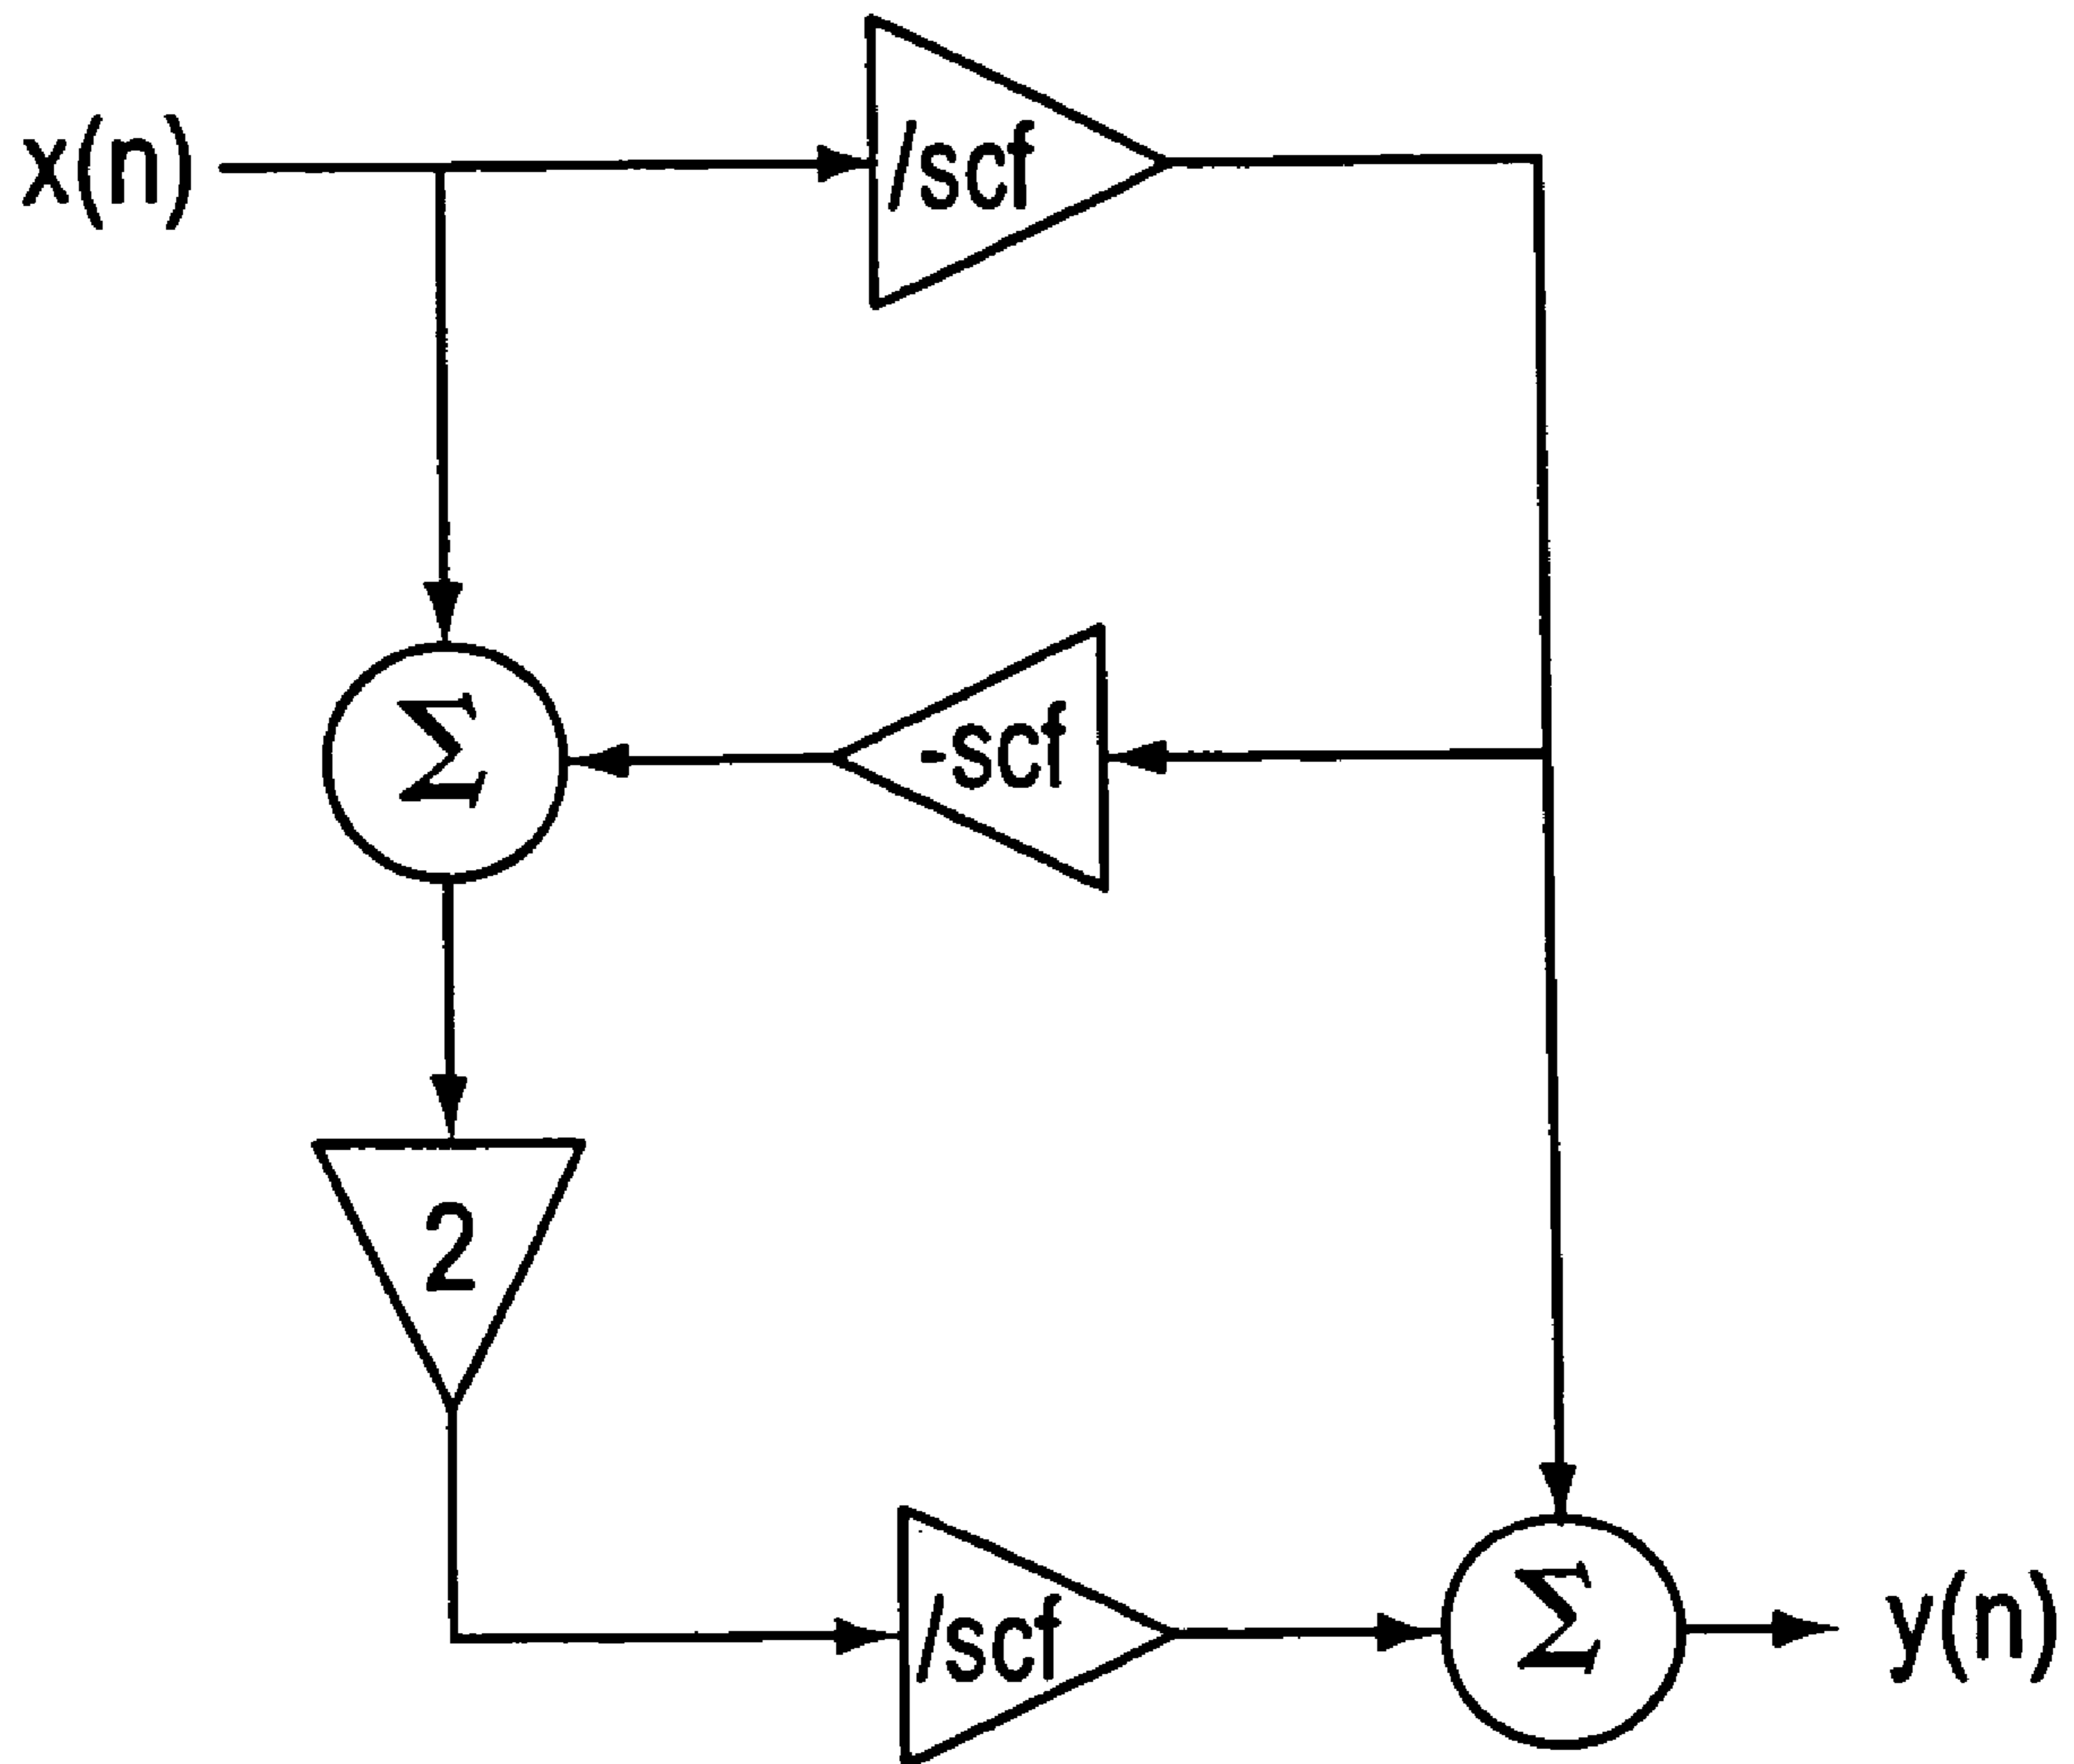 x(n)
/scf
Σ
-scf
2
/scf
Σ
y(n)